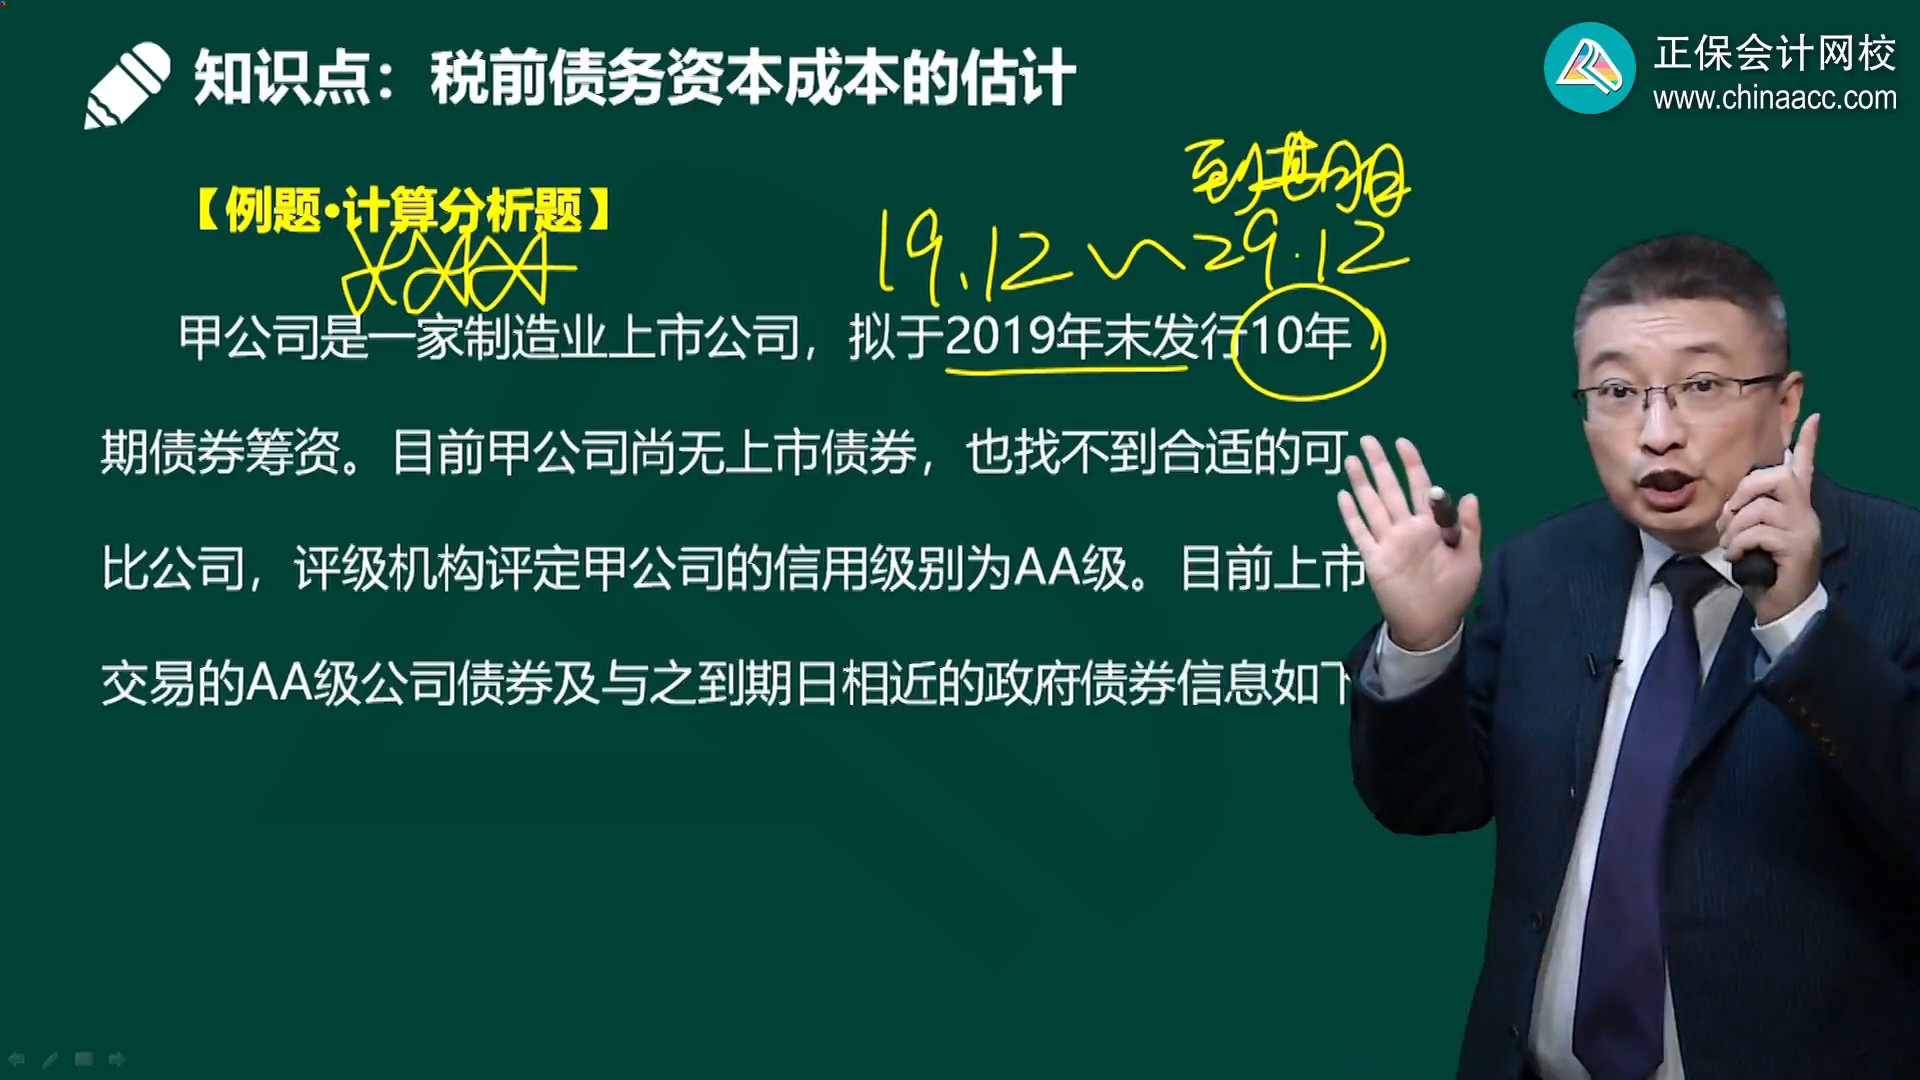 知识点：税前债务资本成本的估计
正保会计网校
www.chinaacc.com
到期日
【例题·计算分析题】
19.12～29.12
甲公司是一家制造业上市公司，拟于2019年末发行10年
期债券筹资。目前甲公司尚无上市债券，也找不到合适的可
比公司，评级机构评定甲公司的信用级别为AA级。目前上市
交易的AA级公司债券及与之到期日相近的政府债券信息如下